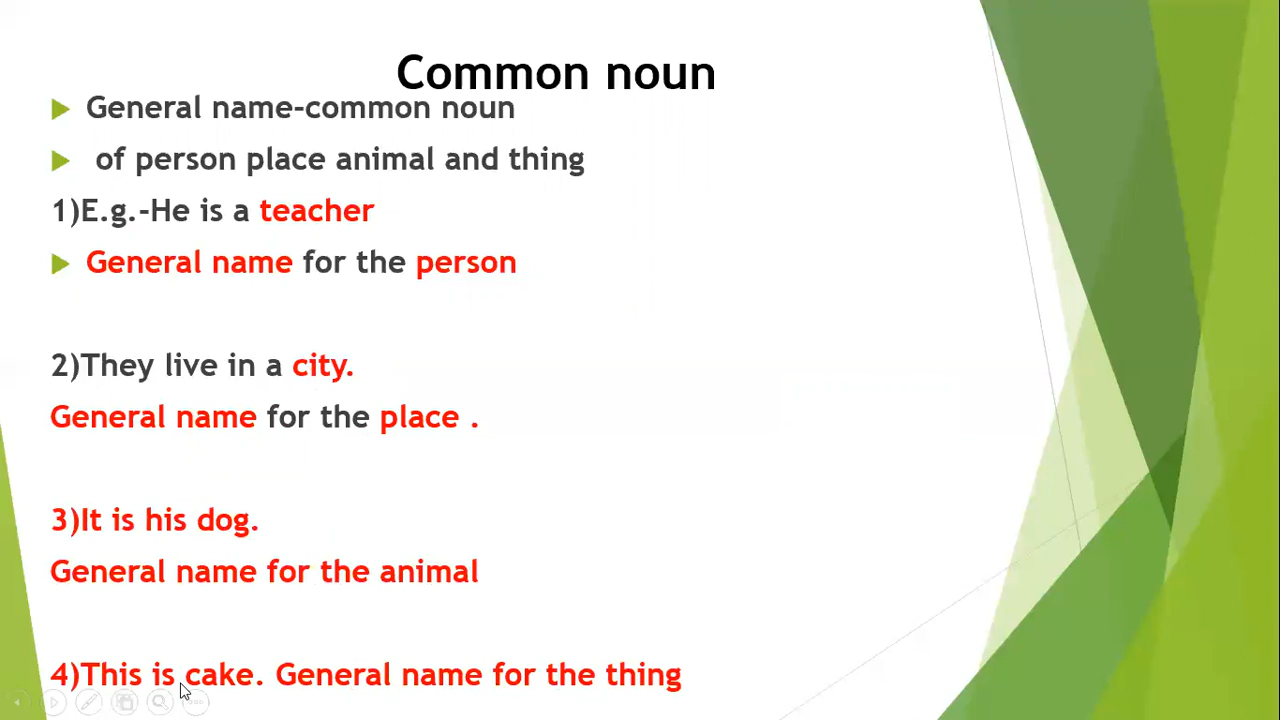 Common noun
General name-common noun
of person place animal and thing
1)E.g.-He is a teacher
General name for the person
2)They live in a city.
General name for the place .
3)It is his dog.
General name for the animal
4)This is cake. General name for the thing